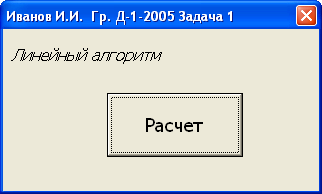 Иванов И.И.  Гр. Д-1-2005 Задача 1
Линейный алгоритм
Расчет